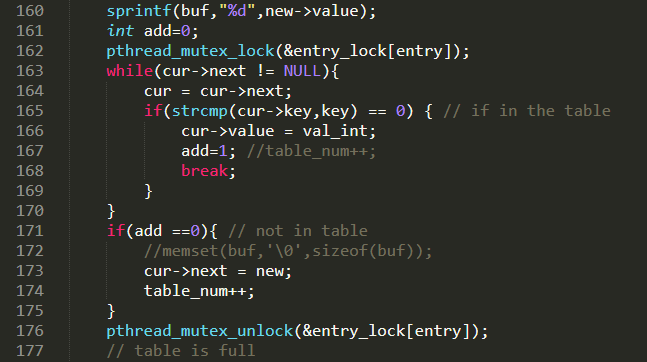 160 sprintf(buf,"%d",new->value);
161 int add=0;
162 pthread_mutex_lock(&entry_lock[entry]);
163 while(cur->next != NULL){
164 cur = cur->next;
165 if(strcmp(cur->key,key) == 0) { // if in the table
166 cur->value = val_int;
167 add=1; //table_num++;
168 break;
169 }
170 }
171 if(add ==0){ // not in table
172 //memset(buf,'\0',sizeof(buf));
173 cur->next = new;
174 table_num++;
175 }
176 pthread_mutex_unlock(&entry_lock[entry]);
177 // table is full